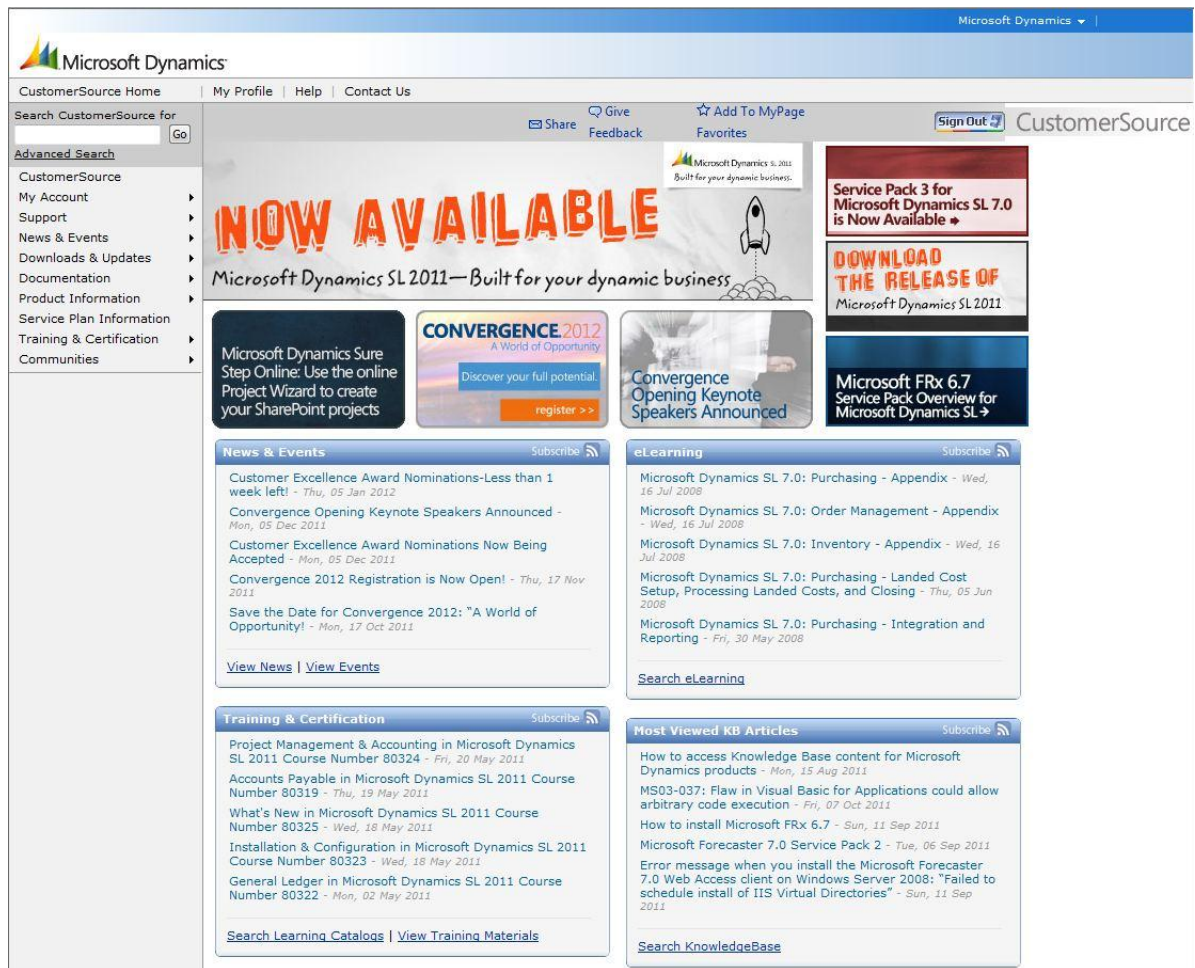 Microsoft Dynamics
Microsoft Dynamics
CustomerSource Home | My Profile | Help | Contact Us
Search CustomerSource for
Go
Advanced Search
CustomerSource
My Account
Support
News & Events
Downloads & Updates
Documentation
Product Information
Service Plan Information
Training & Certification
Communities
Share
Give
Feedback
Add To MyPage
Favorites
Sign Out
CustomerSource
Microsoft Dynamics SL 2011
Built for your dynamic business.
NOW AVAILABLE
Microsoft Dynamics SL 2011—Built for your dynamic business
Service Pack 3 for
Microsoft Dynamics SL 7.0
is Now Available
DOWNLOAD
THE RELEASE OF
Microsoft Dynamics SL 2011
Microsoft FRx 6.7
Service Pack Overview for
Microsoft Dynamics SL
Microsoft Dynamics Sure
Step Online: Use the online
Project Wizard to create
your SharePoint projects
CONVERGENCE.2012
A World of Opportunity
Discover your full potential.
register >>
Convergence
Opening Keynote
Speakers Announced
News & Events Subscribe
Customer Excellence Award Nominations-Less than 1
week left! - Thu, 05 Jan 2012
Convergence Opening Keynote Speakers Announced -
Mon, 05 Dec 2011
Customer Excellence Award Nominations Now Being
Accepted - Mon, 05 Dec 2011
Convergence 2012 Registration is Now Open! - Thu, 17 Nov
2011
Save the Date for Convergence 2012: "A World of
Opportunity! - Mon, 17 Oct 2011
View News | View Events
eLearning Subscribe
Microsoft Dynamics SL 7.0: Purchasing - Appendix - Wed,
16 Jul 2008
Microsoft Dynamics SL 7.0: Order Management - Appendix
- Wed, 16 Jul 2008
Microsoft Dynamics SL 7.0: Inventory - Appendix - Wed, 16
Jul 2008
Microsoft Dynamics SL 7.0: Purchasing - Landed Cost
Setup, Processing Landed Costs, and Closing - Thu, 05 Jun
2008
Microsoft Dynamics SL 7.0: Purchasing - Integration and
Reporting - Fri, 30 May 2008
Search eLearning
Training & Certification Subscribe
Project Management & Accounting in Microsoft Dynamics
SL 2011 Course Number 80324 - Fri, 20 May 2011
Accounts Payable in Microsoft Dynamics SL 2011 Course
Number 80319 - Thu, 19 May 2011
What's New in Microsoft Dynamics SL 2011 Course
Number 80325 - Wed, 18 May 2011
Installation & Configuration in Microsoft Dynamics SL 2011
Course Number 80323 - Wed, 18 May 2011
General Ledger in Microsoft Dynamics SL 2011 Course
Number 80322 - Mon, 02 May 2011
Search Learning Catalogs | View Training Materials
Most Viewed KB Articles Subscribe
How to access Knowledge Base content for Microsoft
Dynamics products - Mon, 15 Aug 2011
MS03-037: Flaw in Visual Basic for Applications could allow
arbitrary code execution - Fri, 07 Oct 2011
How to install Microsoft FRx 6.7 - Sun, 11 Sep 2011
Microsoft Forecaster 7.0 Service Pack 2 - Tue, 06 Sep 2011
Error message when you install the Microsoft Forecaster
7.0 Web Access client on Windows Server 2008: "Failed to
schedule install of IIS Virtual Directories" - Sun, 11 Sep
2011
Search KnowledgeBase